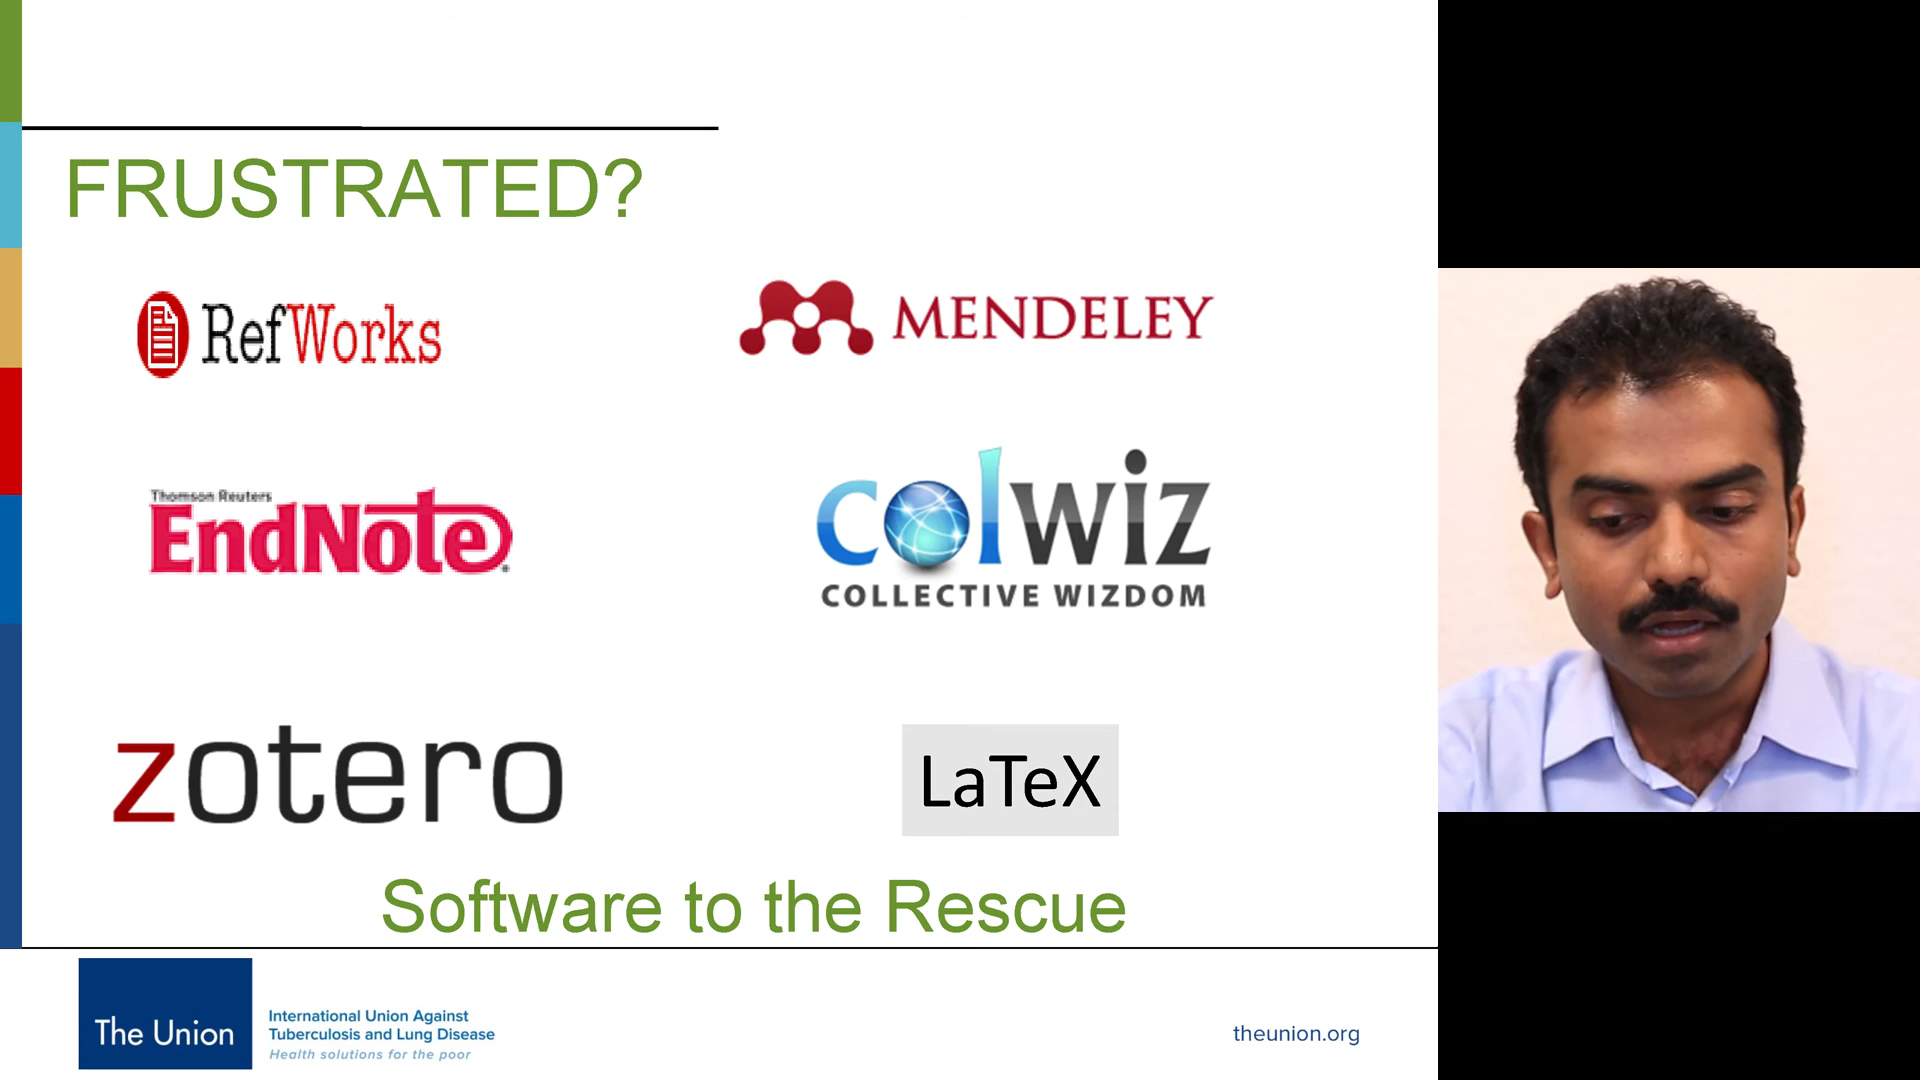 FRUSTRATED?
RefWorks
MENDELEY
Thomson Reuters
EndNote
colwiz
COLLECTIVE WIZDOM
zotero
LaTeX
Software to the Rescue
The Union
International Union Against
Tuberculosis and Lung Disease
Health solutions for the poor
theunion.org